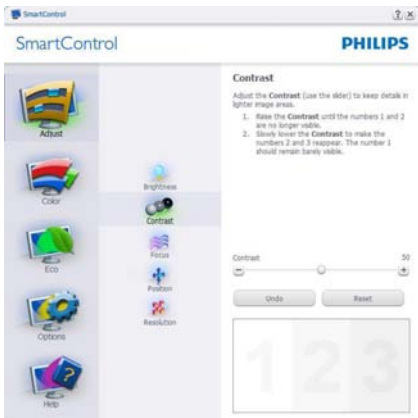 SmartControl
SmartControl
PHILIPS
Adjust
Color
Eco
Options
Help
Brightness
Contrast
Focus
Position
Resolution
Contrast
Adjust the Contrast (use the slider) to keep details in
lighter image areas.
1. Raise the Contrast until the numbers 1 and 2
are no longer visible.
2. Slowly lower the Contrast to make the
numbers 2 and 3 reappear. The number 1
should remain barely visible.
Contrast 50
Undo Reset
1 2 3